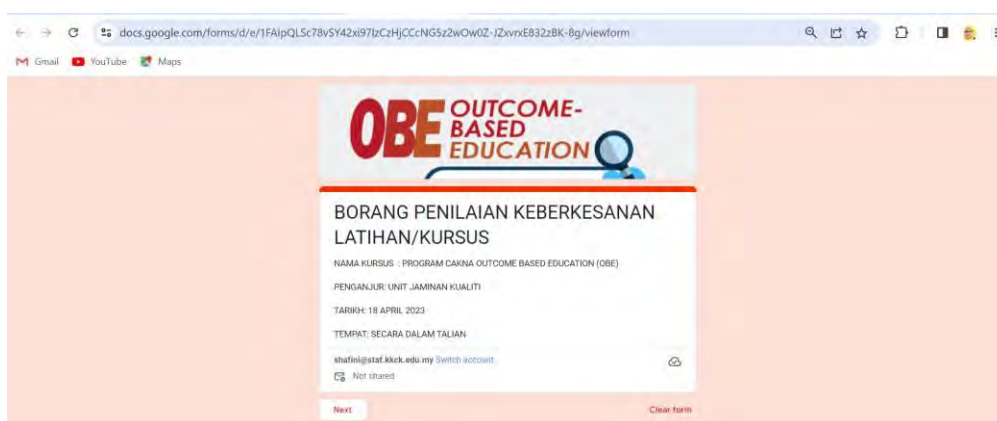 docs.google.com/forms/d/e/1FAIpQLSc78vSY42xi97lzCzHjCCcNG5z2wOw0Z-JZxvrxE832zBK-8g/viewform
Gmail YouTube Maps
OBE OUTCOME-
BASED
EDUCATION
BORANG PENILAIAN KEBERKESANAN
LATIHAN/KURSUS
NAMA KURSUS : PROGRAM CAKNA OUTCOME BASED EDUCATION (OBE)
PENGANJUR: UNIT JAMINAN KUALITI
TARIKH: 18 APRIL 2023
TEMPAT: SECARA DALAM TALIAN
shafini@staf.kkck.edu.my Switch account
Not shared
Next Clear form